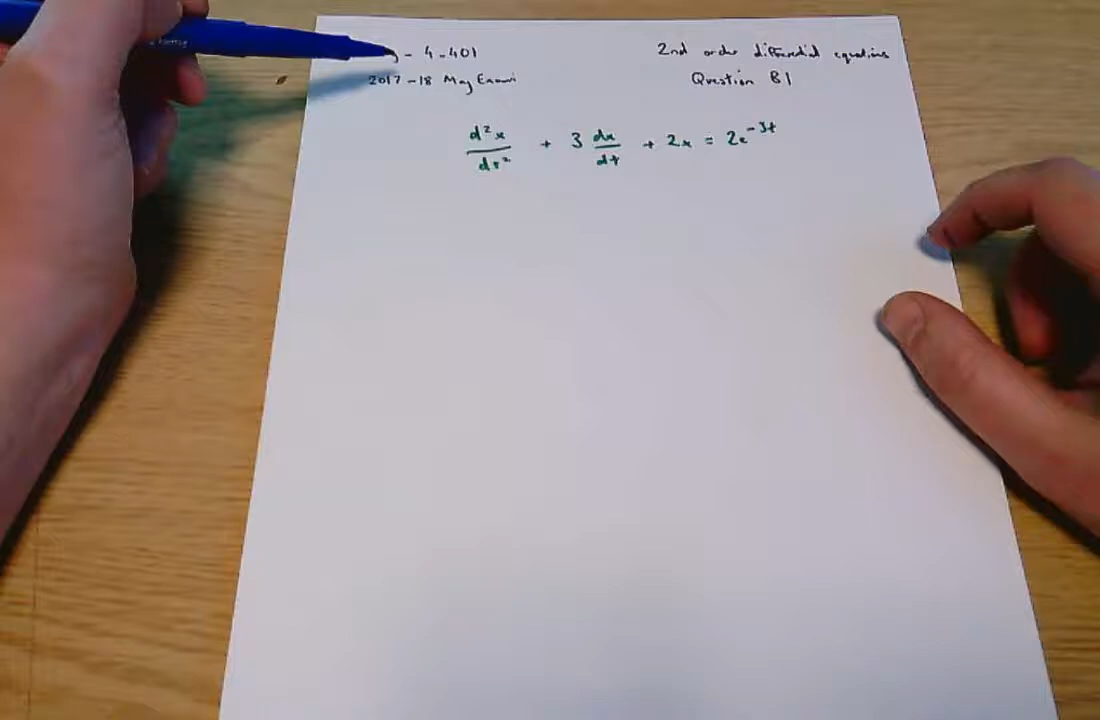 - 4-401
2nd order differential equations
2017-18 May Exam
Question B1
d²x/dt² + 3 dx/dt + 2x = 2e^-3t